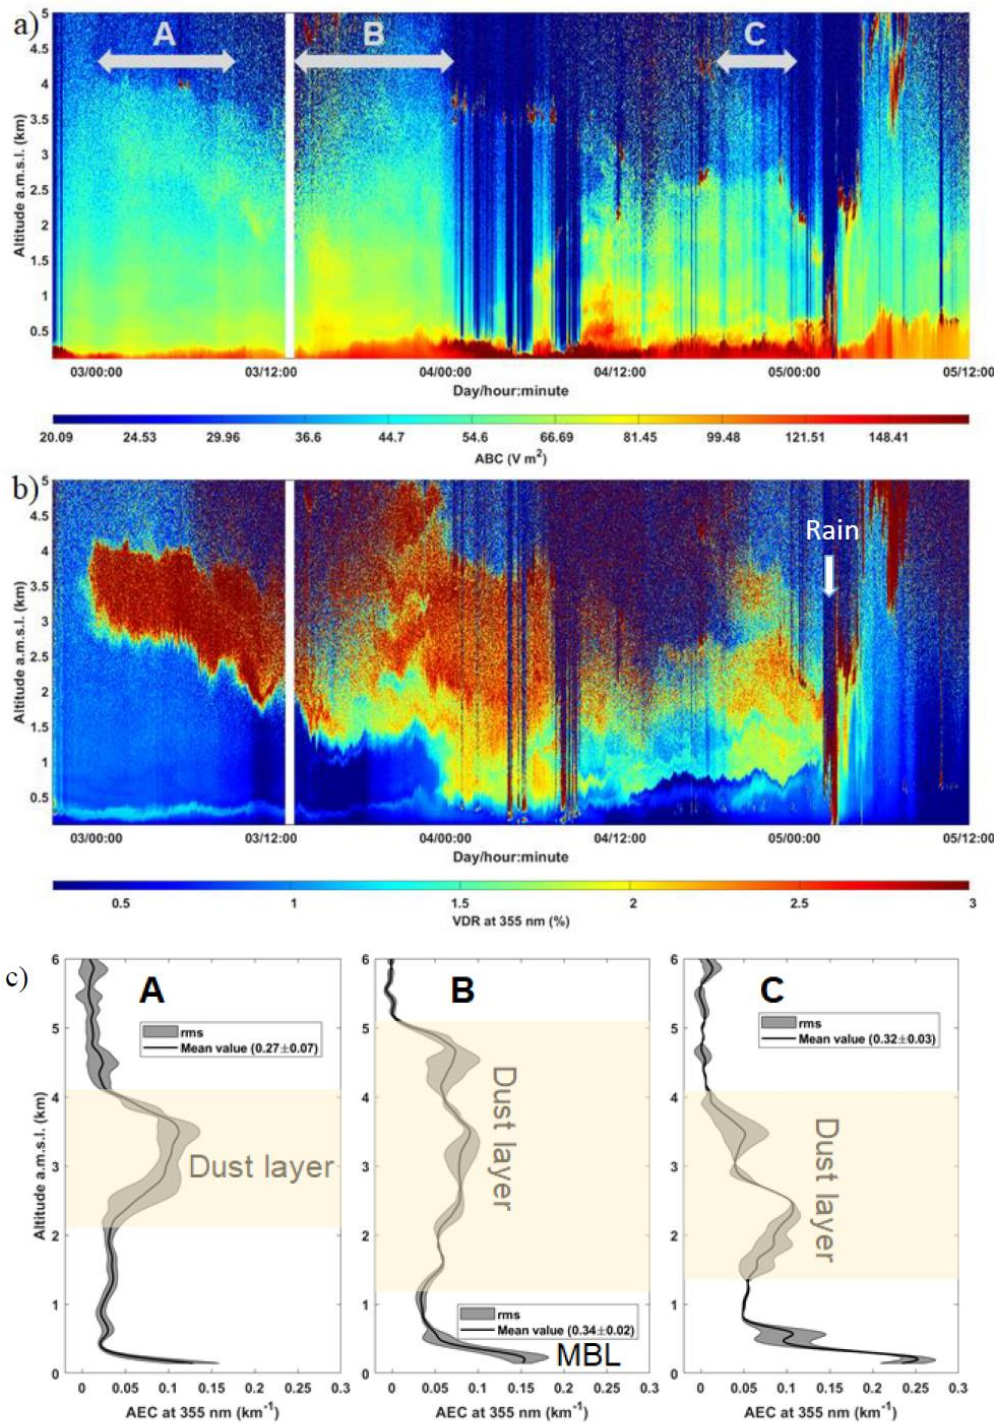 a)
A
B
C
5
4.5
4
3.5
3
2.5
2
1.5
1
0.5
Altitude a.m.s.l. (km)
03/00:00 03/12:00 04/00:00 04/12:00 05/00:00 05/12:00
Day/hour:minute
20.09 24.53 29.96 36.6 44.7 54.6 66.69 81.45 99.48 121.51 148.41
ABC (V m²)
b)
Rain
5
4.5
4
3.5
3
2.5
2
1.5
1
0.5
Altitude a.m.s.l. (km)
03/00:00 03/12:00 04/00:00 04/12:00 05/00:00 05/12:00
Day/hour:minute
0.5 1 1.5 2 2.5 3
VDR at 355 nm (%)
c)
A
rms
Mean value (0.27±0.07)
Dust layer
6
5
4
3
2
1
0
Altitude a.m.s.l. (km)
0 0.05 0.1 0.15 0.2 0.25 0.3
AEC at 355 nm (km⁻¹)
B
Dust layer
rms
Mean value (0.34±0.02)
MBL
6
5
4
3
2
1
0
0 0.05 0.1 0.15 0.2 0.25 0.3
AEC at 355 nm (km⁻¹)
C
rms
Mean value (0.32±0.03)
Dust layer
6
5
4
3
2
1
0
0 0.05 0.1 0.15 0.2 0.25 0.3
AEC at 355 nm (km⁻¹)